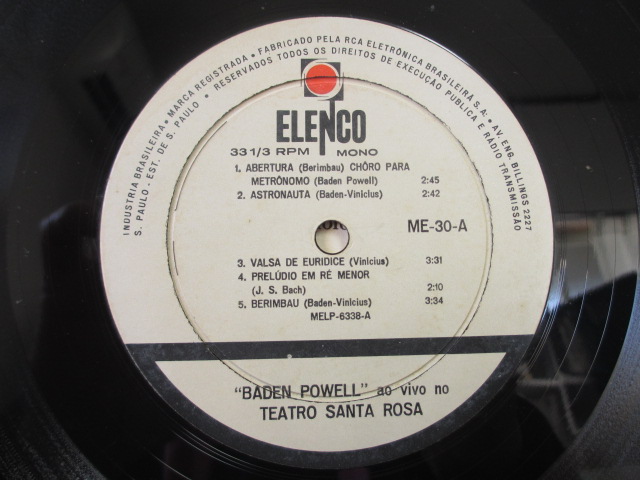 INDUSTRIA BRASILEIRA • MARCA REGISTRADA • FABRICADO PELA RCA ELETRÔNICA BRASILEIRA S.A: • AV. ENG. BILLINGS 2227
S. PAULO - EST. DE S. PAULO • RESERVADOS TODOS OS DIREITOS DE EXECUÇÃO PUBLICA E RADIO TRANSMISSÃO
ELENCO
33 1/3 RPM MONO
1. ABERTURA (Berimbau) CHÔRO PARA
METRÔNOMO (Baden Powell) 2:45
2. ASTRONAUTA (Baden-Vinicius) 2:42
ME-30-A
3. VALSA DE EURIDICE (Vinicius) 3:31
4. PRELÚDIO EM RÉ MENOR
(J. S. Bach) 2:10
5. BERIMBAU (Baden-Vinicius) 3:34
MELP-6338-A
"BADEN POWELL" ao vivo no
TEATRO SANTA ROSA